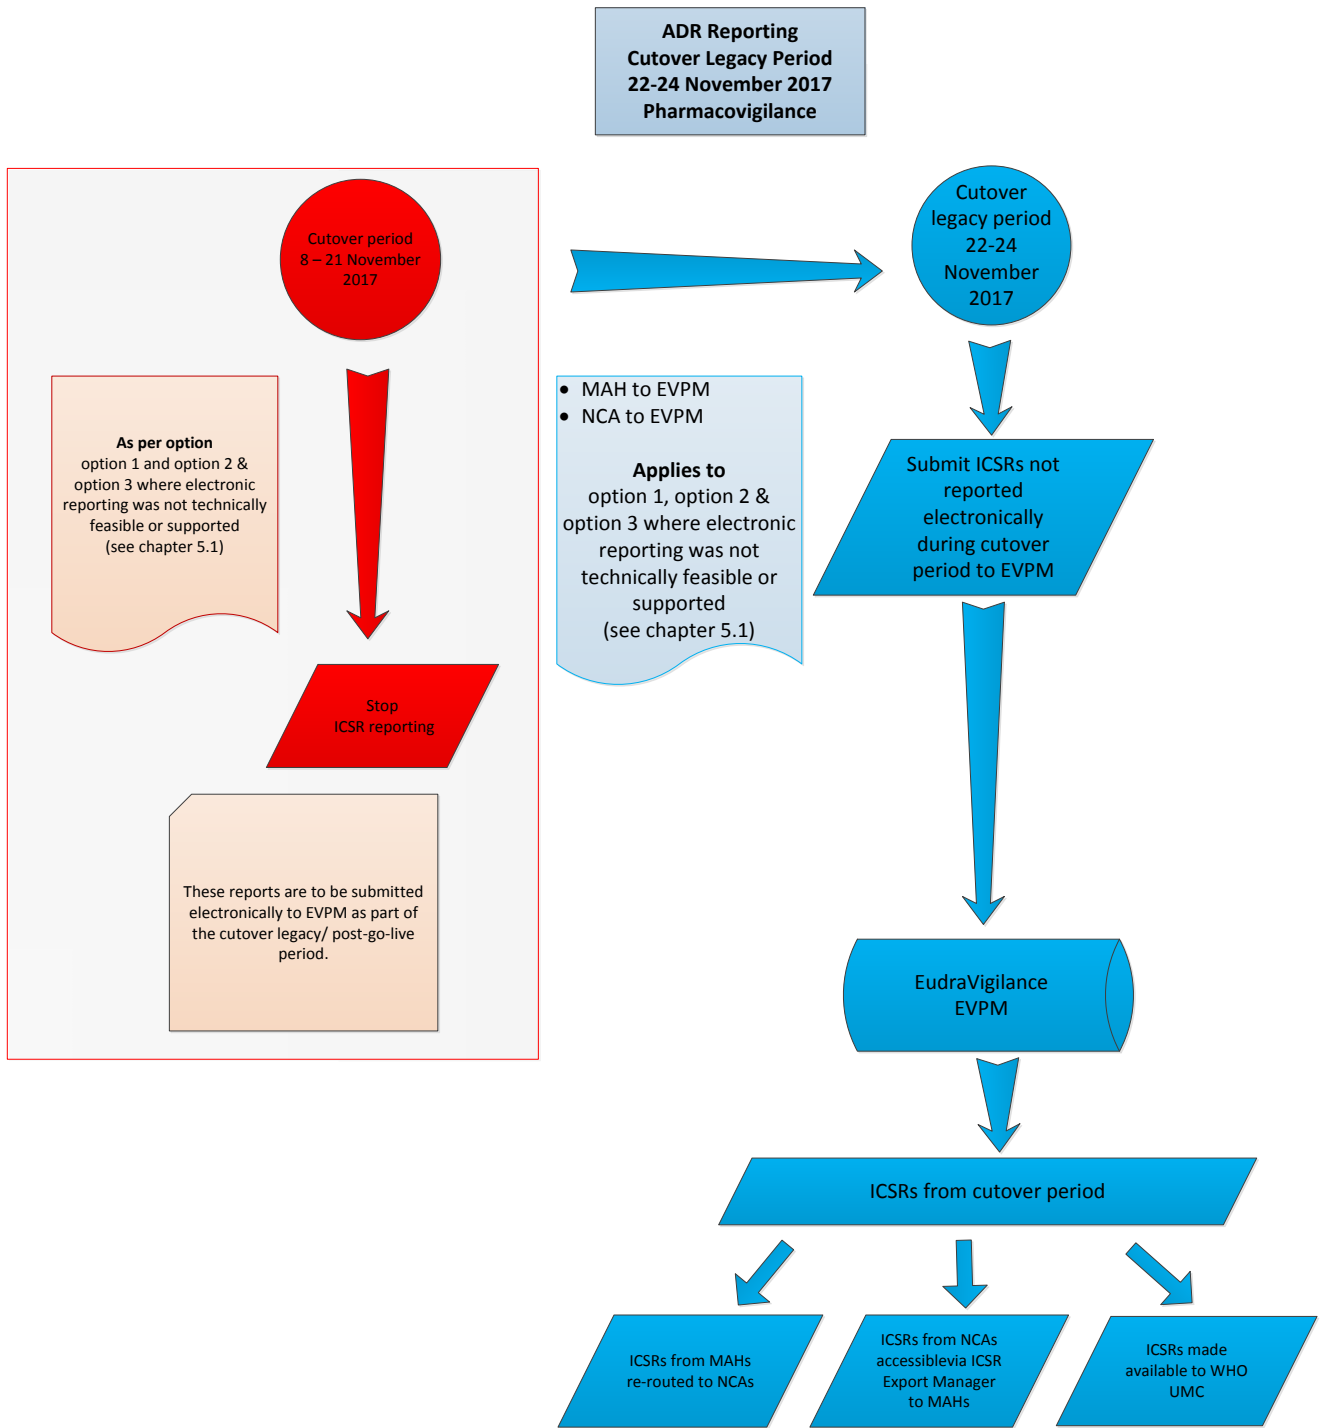 ADR Reporting
Cutover Legacy Period
22-24 November 2017
Pharmacovigilance
Cutover period
8 – 21 November
2017
As per option
option 1 and option 2 &
option 3 where electronic
reporting was not technically
feasible or supported
(see chapter 5.1)
Stop
ICSR reporting
These reports are to be submitted
electronically to EVPM as part of
the cutover legacy/ post-go-live
period.
Cutover
legacy period
22-24
November
2017
• MAH to EVPM
• NCA to EVPM
Applies to
option 1, option 2 &
option 3 where electronic
reporting was not
technically feasible or
supported
(see chapter 5.1)
Submit ICSRs not
reported
electronically
during cutover
period to EVPM
EudraVigilance
EVPM
ICSRs from cutover period
ICSRs from MAHs
re-routed to NCAs
ICSRs from NCAs
accessiblevia ICSR
Export Manager
to MAHs
ICSRs made
available to WHO
UMC